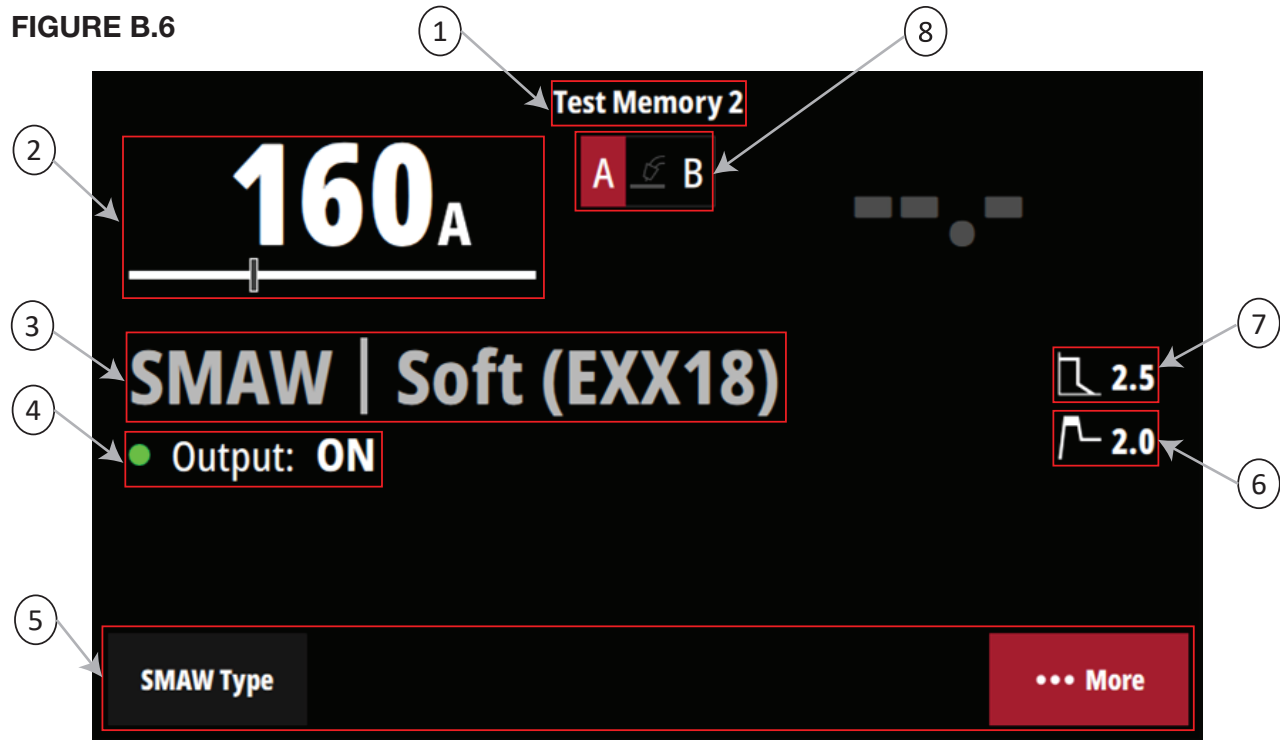 FIGURE B.6
1
8
Test Memory 2
2
160A
A B
--.-
3
SMAW | Soft (EXX18)
7
2.5
4
Output: ON
2.0
6
5
SMAW Type
••• More